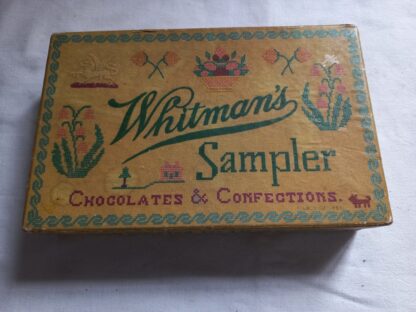 Whitman's
Sampler
CHOCOLATES & CONFECTIONS.